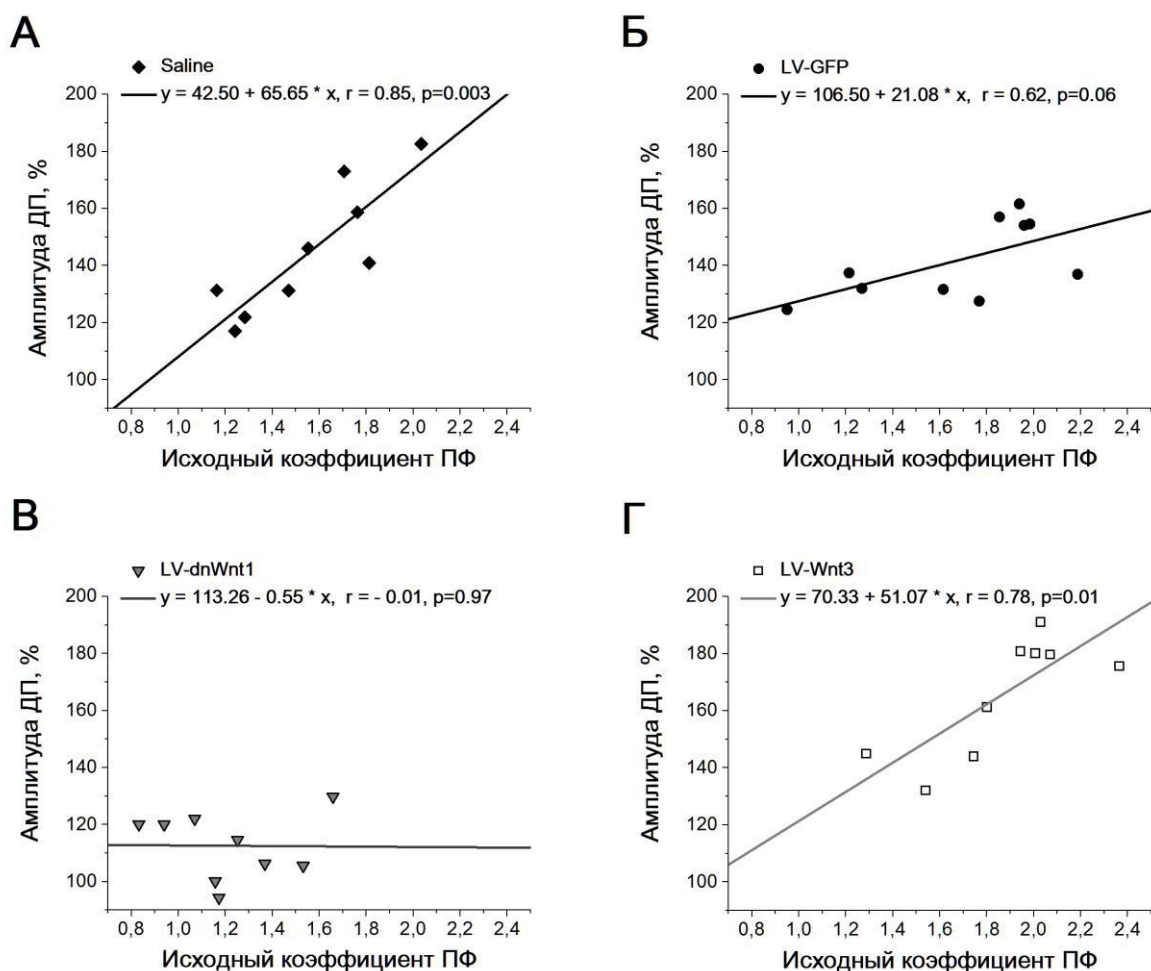 А
Saline
y = 42.50 + 65.65 * x, r = 0.85, p=0.003
200
180
160
140
120
100
Амплитуда ДП, %
0,8 1,0 1,2 1,4 1,6 1,8 2,0 2,2 2,4
Исходный коэффициент ПФ
Б
LV-GFP
y = 106.50 + 21.08 * x, r = 0.62, p=0.06
200
180
160
140
120
100
Амплитуда ДП, %
0,8 1,0 1,2 1,4 1,6 1,8 2,0 2,2 2,4
Исходный коэффициент ПФ
В
LV-dnWnt1
y = 113.26 - 0.55 * x, r = - 0.01, p=0.97
200
180
160
140
120
100
Амплитуда ДП, %
0,8 1,0 1,2 1,4 1,6 1,8 2,0 2,2 2,4
Исходный коэффициент ПФ
Г
LV-Wnt3
y = 70.33 + 51.07 * x, r = 0.78, p=0.01
200
180
160
140
120
100
Амплитуда ДП, %
0,8 1,0 1,2 1,4 1,6 1,8 2,0 2,2 2,4
Исходный коэффициент ПФ